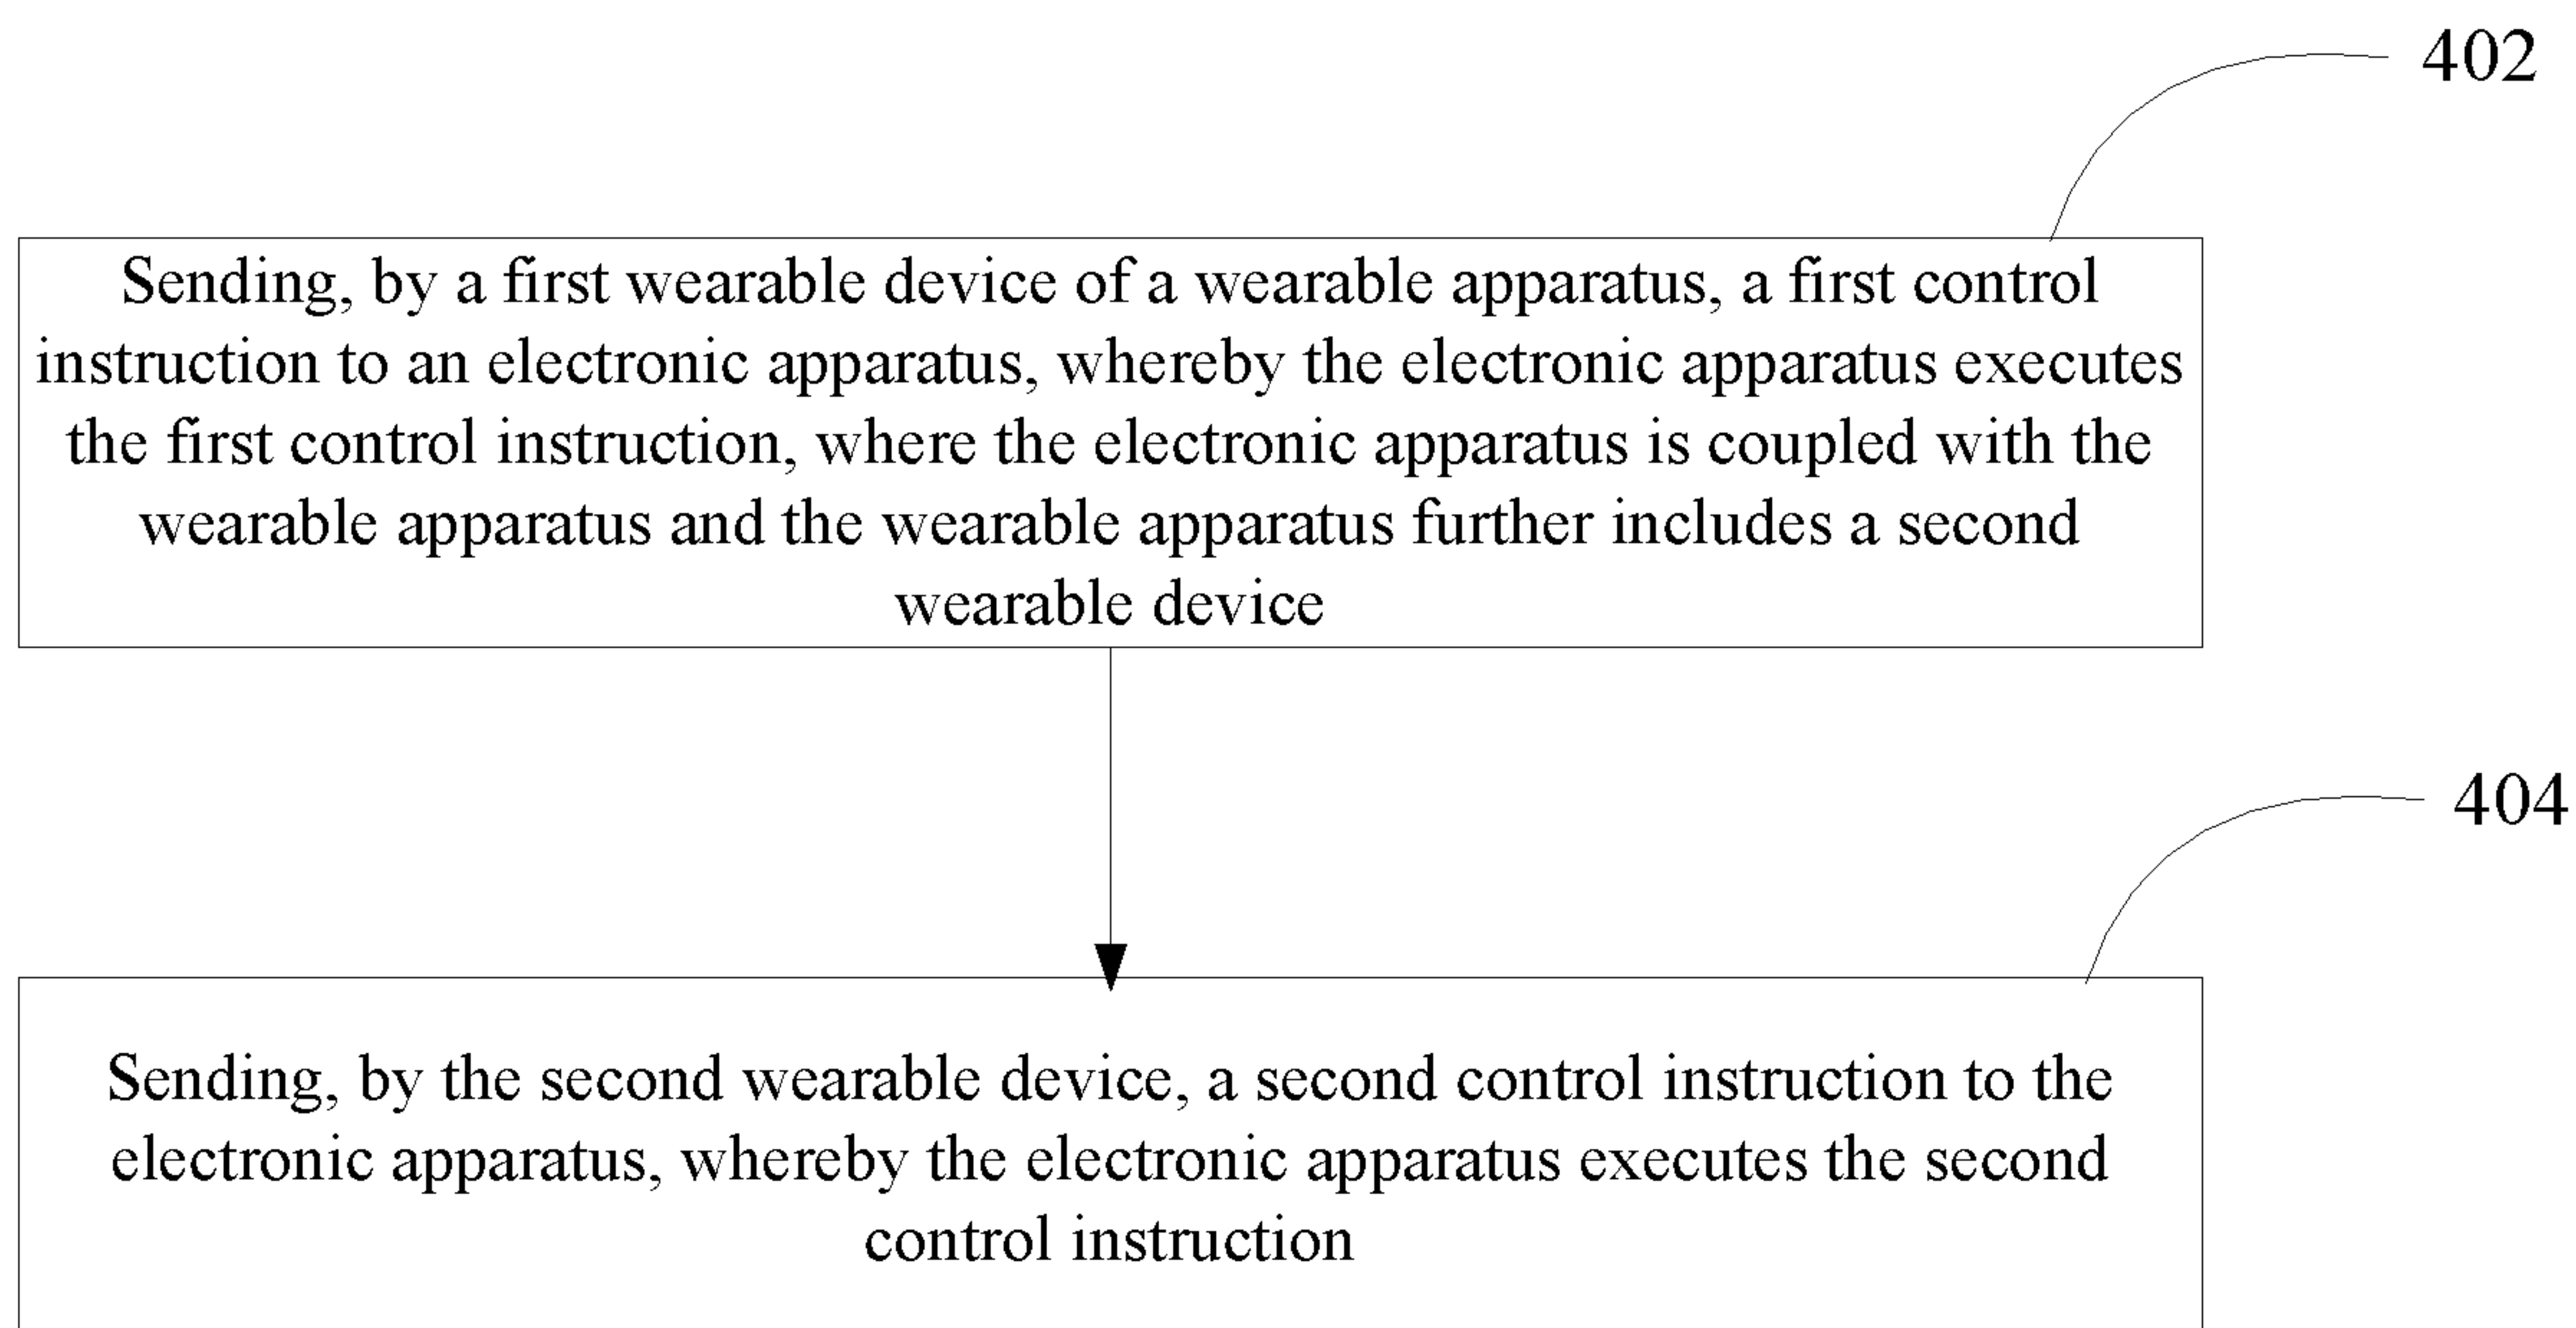 402
Sending, by a first wearable device of a wearable apparatus, a first control
instruction to an electronic apparatus, whereby the electronic apparatus executes
the first control instruction, where the electronic apparatus is coupled with the
wearable apparatus and the wearable apparatus further includes a second
wearable device
404
Sending, by the second wearable device, a second control instruction to the
electronic apparatus, whereby the electronic apparatus executes the second
control instruction